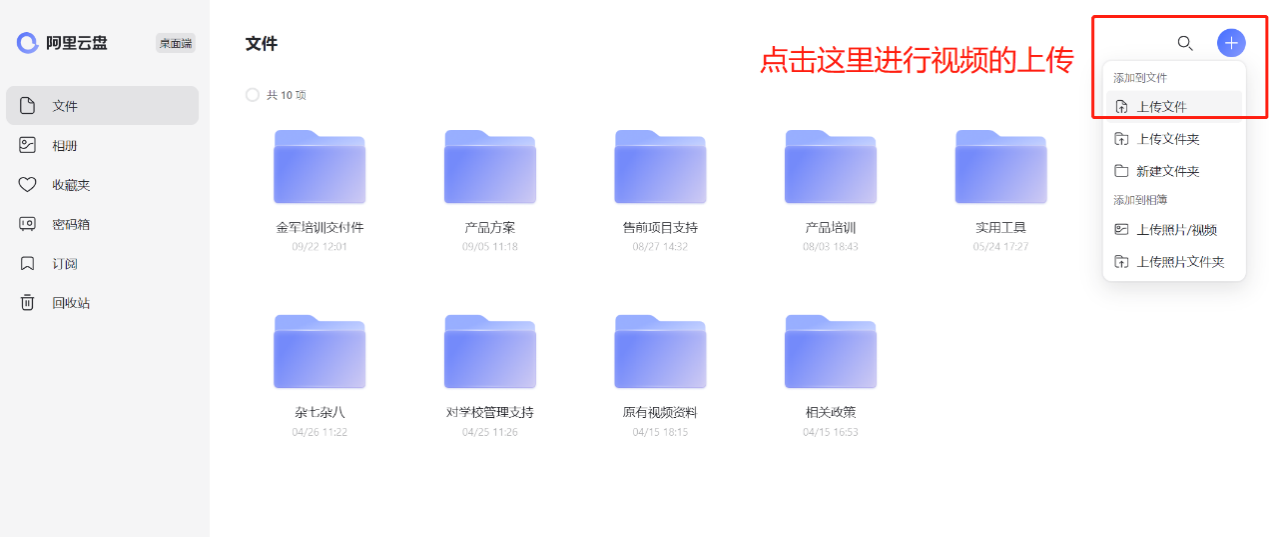 阿里云盘
桌面端
文件
相册
收藏夹
密码箱
订阅
回收站
文件
共 10 项
点击这里进行视频的上传
添加到文件
上传文件
上传文件夹
新建文件夹
添加到相簿
上传照片/视频
上传照片文件夹
金军培训交付件
09/22 12:01
产品方案
09/05 11:18
售前项目支持
08/27 14:32
产品培训
08/03 18:43
实用工具
05/24 17:27
杂七杂八
04/26 11:22
对学校管理支持
04/25 11:26
原有视频资料
04/15 18:15
相关政策
04/15 16:53